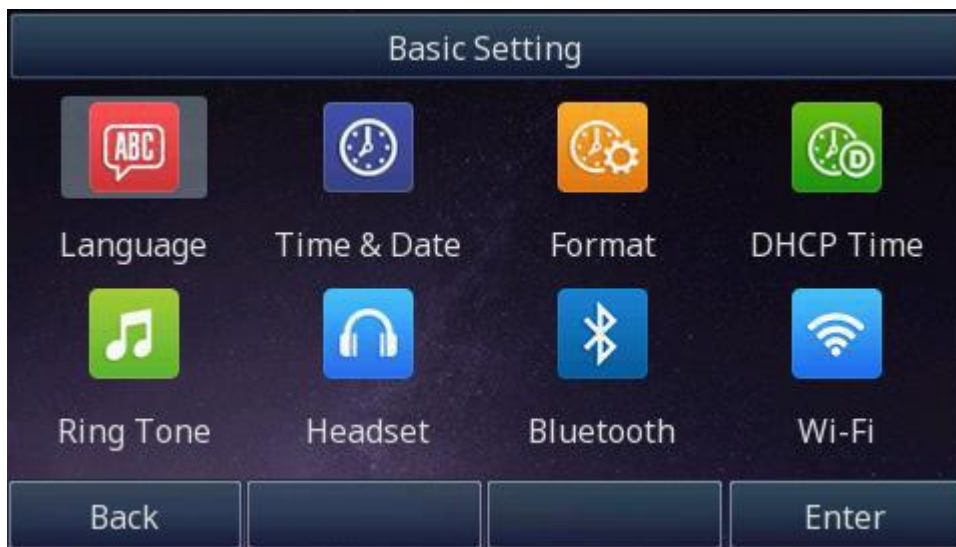 Basic Setting
ABC
Language Time & Date Format DHCP Time
D
Ring Tone Headset Bluetooth Wi-Fi
Back Enter